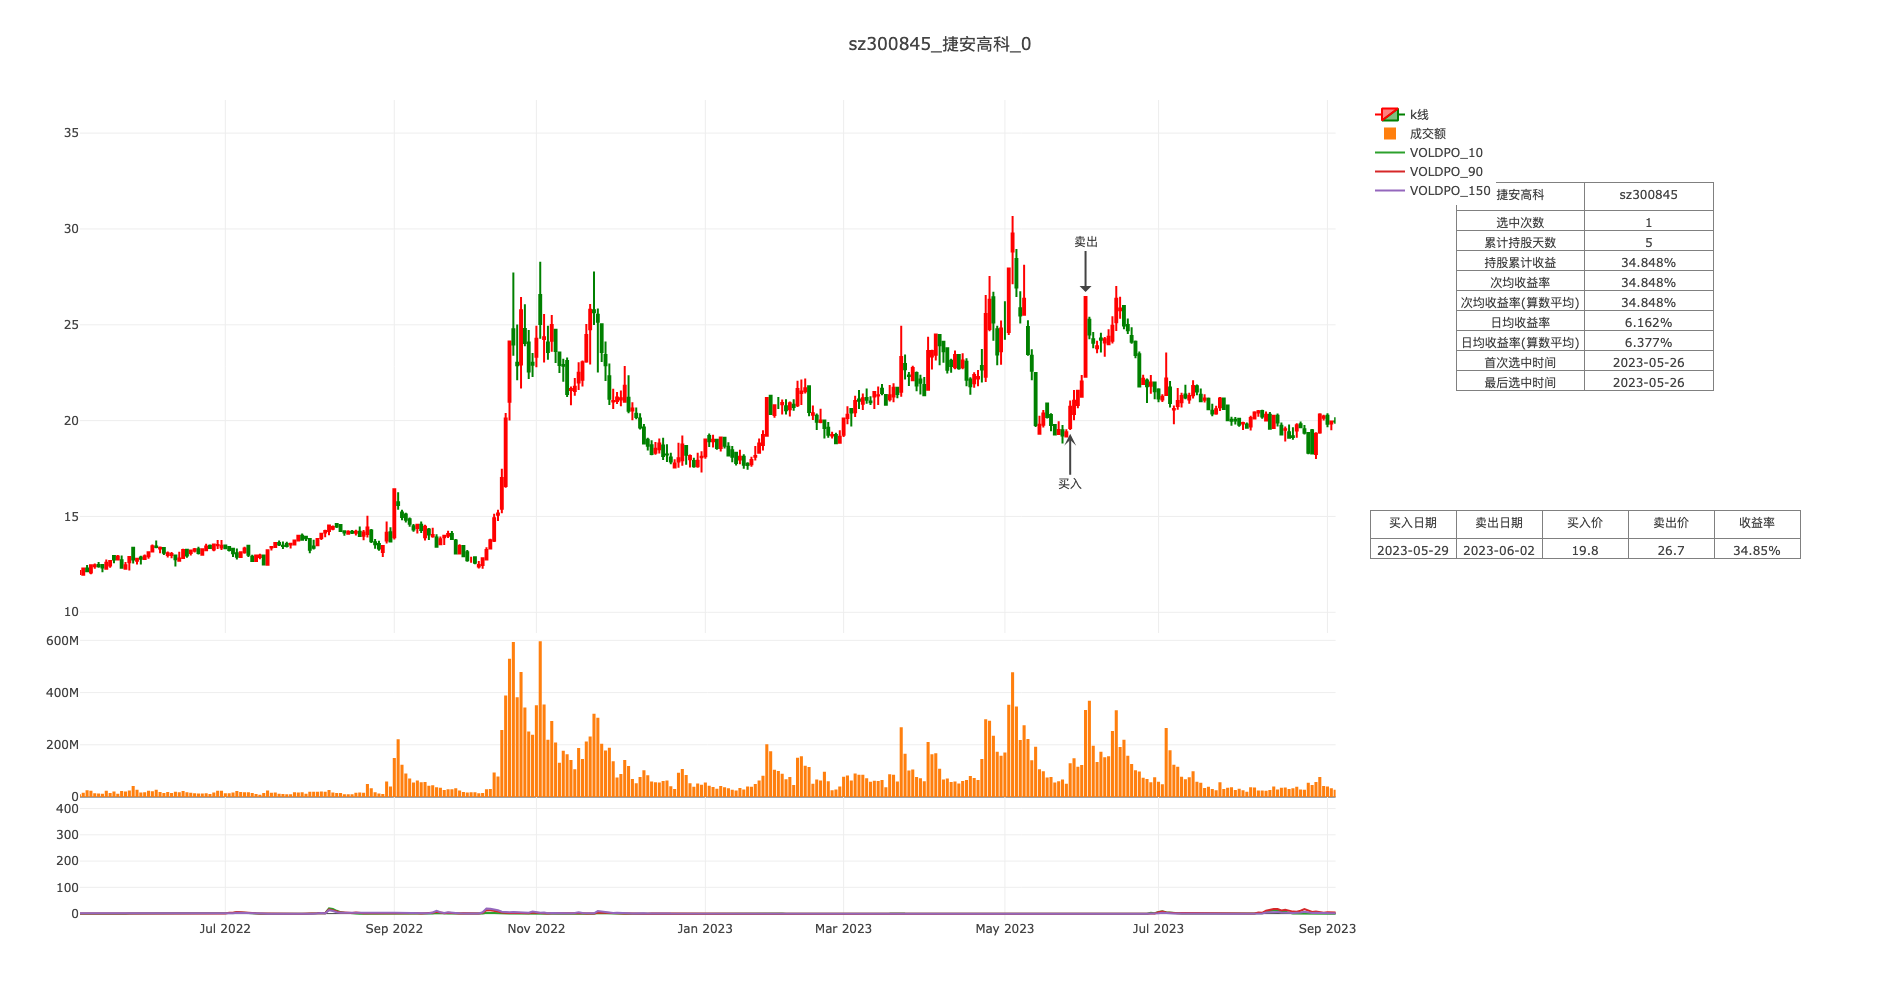 sz300845_捷安高科_0
35
30
25
20
15
10
600M
400M
200M
0
400
300
200
100
0
Jul 2022
Sep 2022
Nov 2022
Jan 2023
Mar 2023
May 2023
Jul 2023
Sep 2023
卖出
买入
k线
成交额
VOLDPO_10
VOLDPO_90
VOLDPO_150
捷安高科 sz300845
选中次数 1
累计持股天数 5
持股累计收益 34.848%
次均收益率 34.848%
次均收益率(算数平均) 34.848%
日均收益率 6.162%
日均收益率(算数平均) 6.377%
首次选中时间 2023-05-26
最后选中时间 2023-05-26
买入日期 卖出日期 买入价 卖出价 收益率
2023-05-29 2023-06-02 19.8 26.7 34.85%